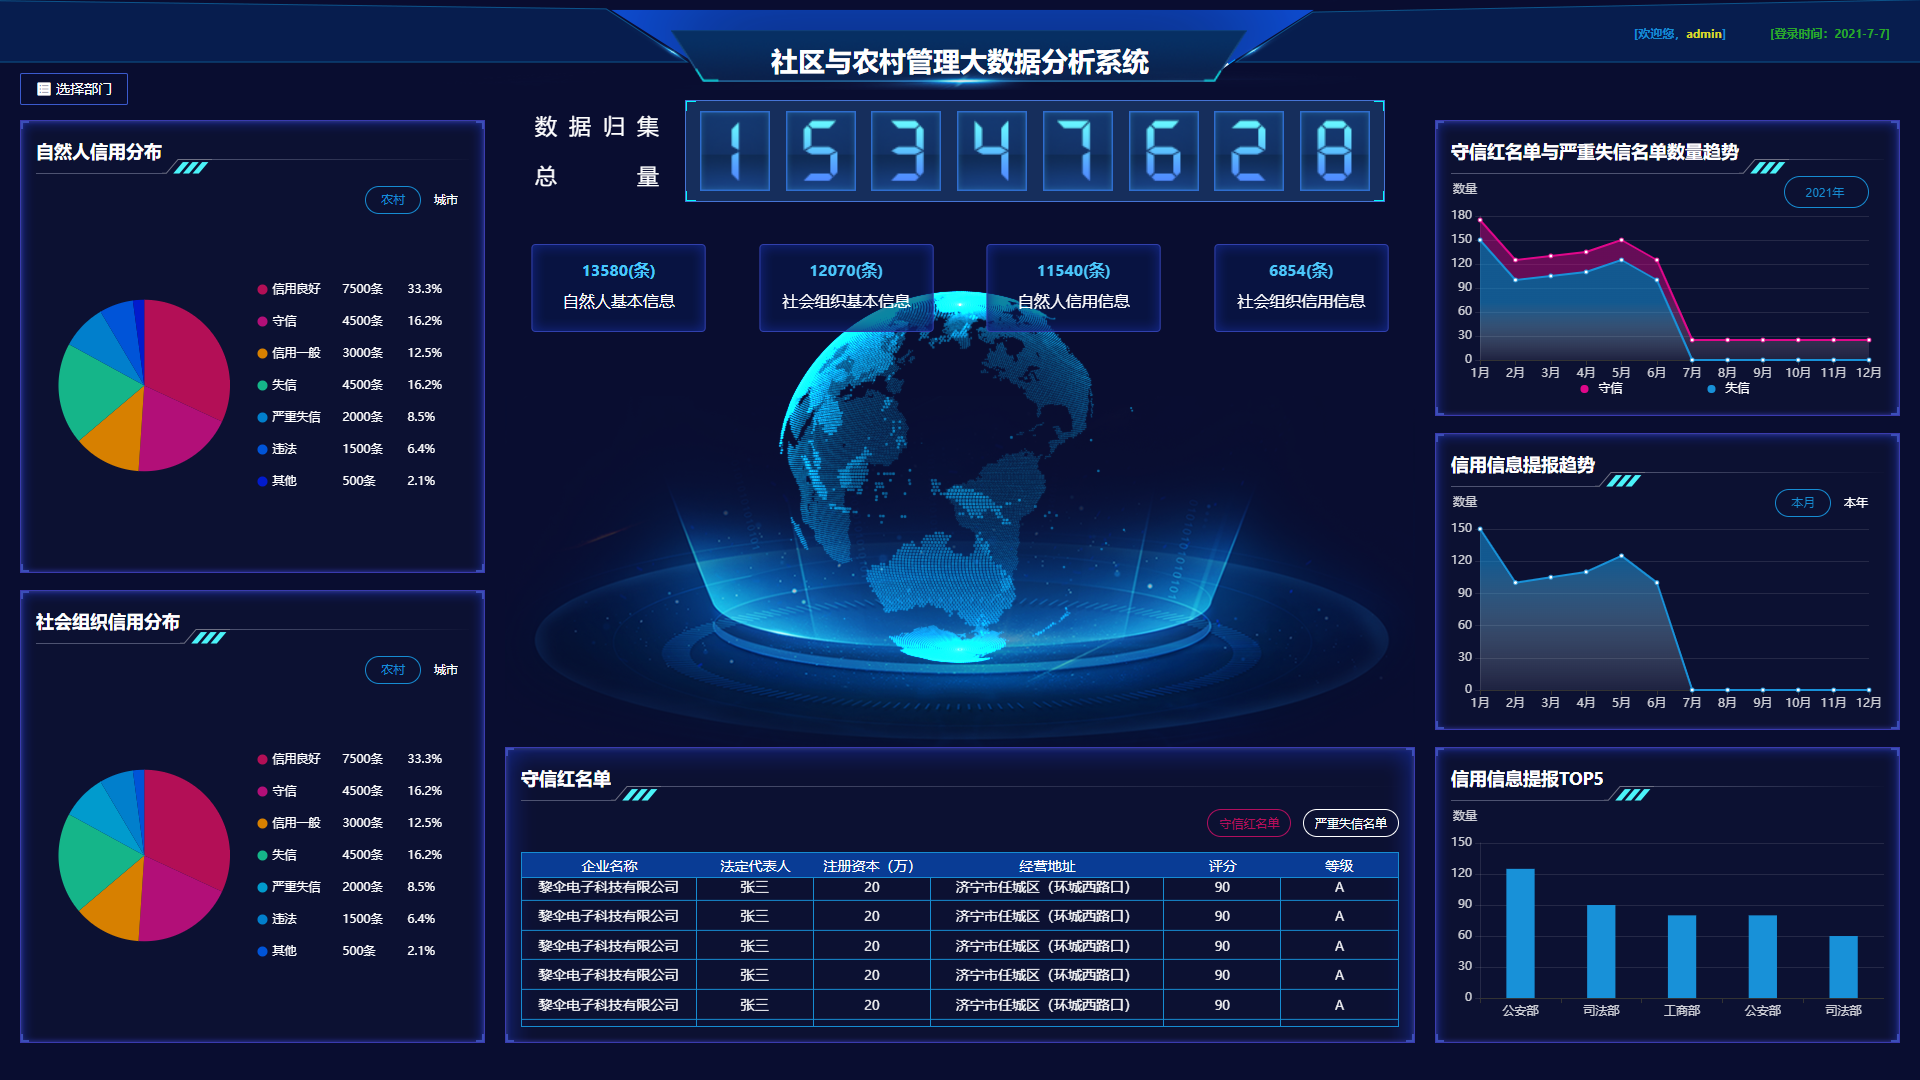 社区与农村管理大数据分析系统
[欢迎您，admin]
[登录时间：2021-7-7]
选择部门
自然人信用分布
农村 城市
信用良好 7500条 33.3%
守信 4500条 16.2%
信用一般 3000条 12.5%
失信 4500条 16.2%
严重失信 2000条 8.5%
违法 1500条 6.4%
其他 500条 2.1%
社会组织信用分布
农村 城市
信用良好 7500条 33.3%
守信 4500条 16.2%
信用一般 3000条 12.5%
失信 4500条 16.2%
严重失信 2000条 8.5%
违法 1500条 6.4%
其他 500条 2.1%
数据归集
总量
1 5 3 4 7 6 2 8
13580(条)
自然人基本信息
12070(条)
社会组织基本信息
11540(条)
自然人信用信息
6854(条)
社会组织信用信息
守信红名单
守信红名单 严重失信名单
企业名称 法定代表人 注册资本（万） 经营地址 评分 等级
黎伞电子科技有限公司 张三 20 济宁市任城区（环城西路口） 90 A
黎伞电子科技有限公司 张三 20 济宁市任城区（环城西路口） 90 A
黎伞电子科技有限公司 张三 20 济宁市任城区（环城西路口） 90 A
黎伞电子科技有限公司 张三 20 济宁市任城区（环城西路口） 90 A
黎伞电子科技有限公司 张三 20 济宁市任城区（环城西路口） 90 A
守信红名单与严重失信名单数量趋势
数量
2021年
180
150
120
90
60
30
0
1月 2月 3月 4月 5月 6月 7月 8月 9月 10月 11月 12月
守信 失信
信用信息提报趋势
数量
本月 本年
150
120
90
60
30
0
1月 2月 3月 4月 5月 6月 7月 8月 9月 10月 11月 12月
信用信息提报TOP5
数量
150
120
90
60
30
0
公安部 司法部 工商部 公安部 司法部